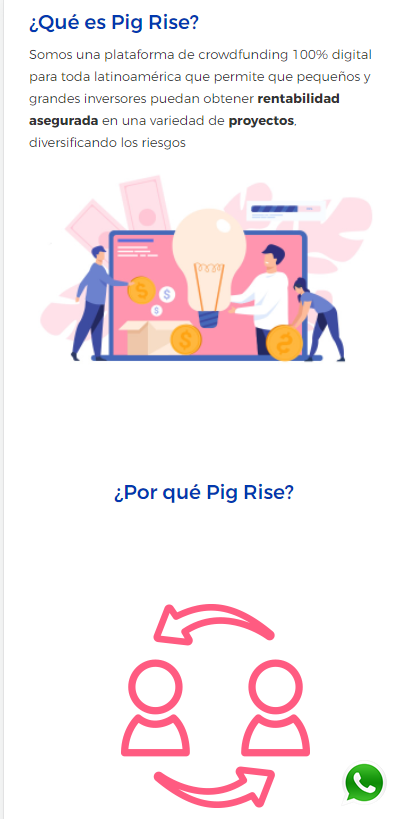 ¿Qué es Pig Rise?
Somos una plataforma de crowdfunding 100% digital
para toda latinoamérica que permite que pequeños y
grandes inversores puedan obtener rentabilidad
asegurada en una variedad de proyectos,
diversificando los riesgos
¿Por qué Pig Rise?